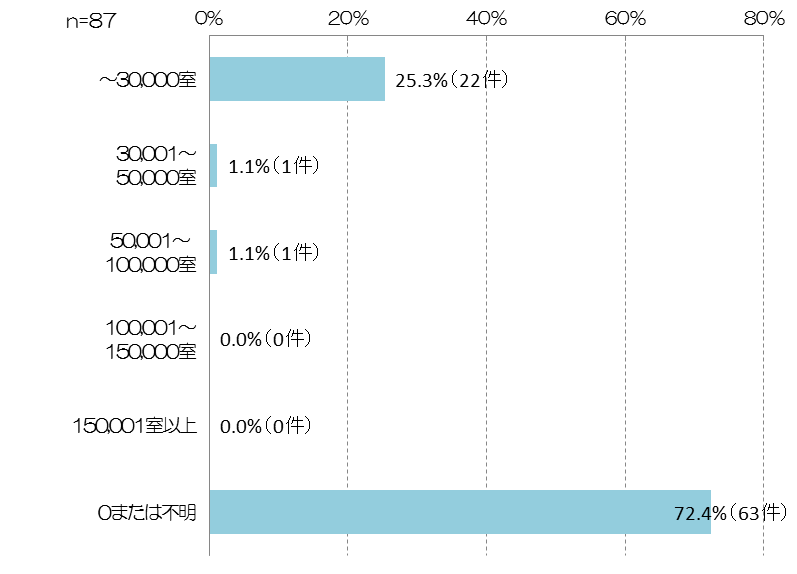 n=87
0% 20% 40% 60% 80%
～30,000室
25.3%（22件）
30,001～
50,000室
1.1%（1件）
50,001～
100,000室
1.1%（1件）
100,001～
150,000室
0.0%（0件）
150,001室以上
0.0%（0件）
0または不明
72.4%（63件）